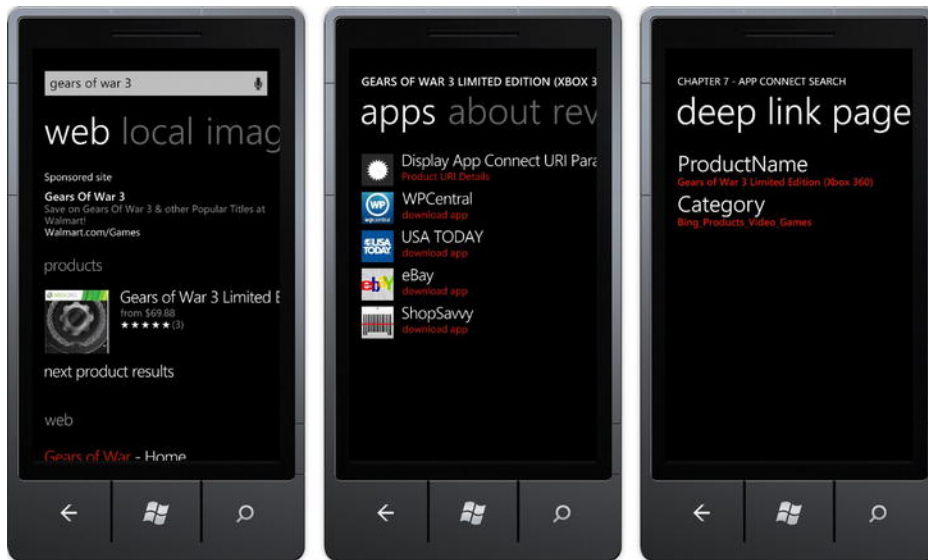 gears of war 3
web local imag
Sponsored site
Gears Of War 3
Save on Gears Of War 3 & other Popular Titles at
Walmart!
Walmart.com/Games
products
Gears of War 3 Limited E
from $69.88
(3)
next product results
web
Gears of War - Home
GEARS OF WAR 3 LIMITED EDITION (XBOX 3
apps about rev
Display App Connect URI Para
Product URI Details
WP
wpcentral
WPCentral
download app
USA
TODAY
USA TODAY
download app
ebY
eBay
download app
ShopSavvy
download app
CHAPTER 7 - APP CONNECT SEARCH
deep link page
ProductName
Gears of War 3 Limited Edition (Xbox 360)
Category
Bing_Products_Video_Games